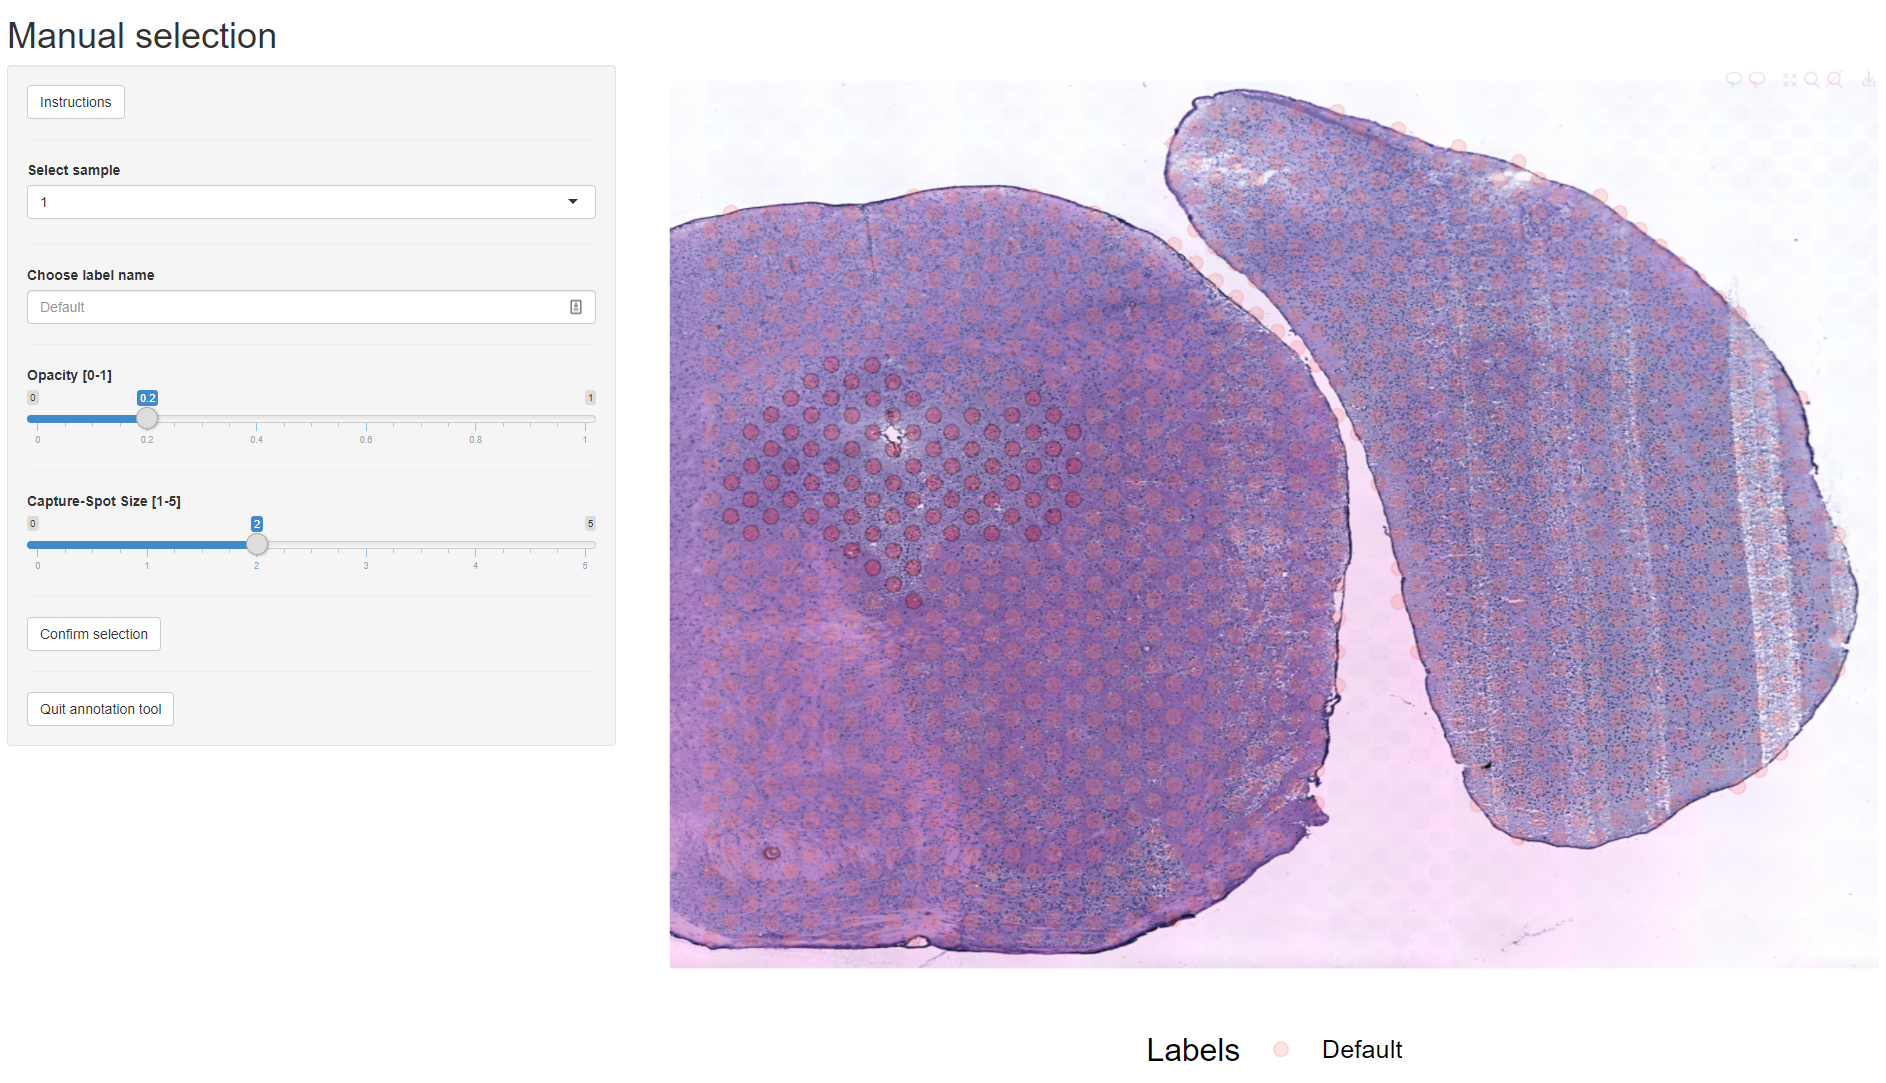 Manual selection
Instructions
Select sample
1
Choose label name
Default
Opacity [0-1]
0 0.2 1
0 0.2 0.4 0.6 0.8 1
Capture-Spot Size [1-5]
0 2 5
0 1 2 3 4 5
Confirm selection
Quit annotation tool
Labels Default